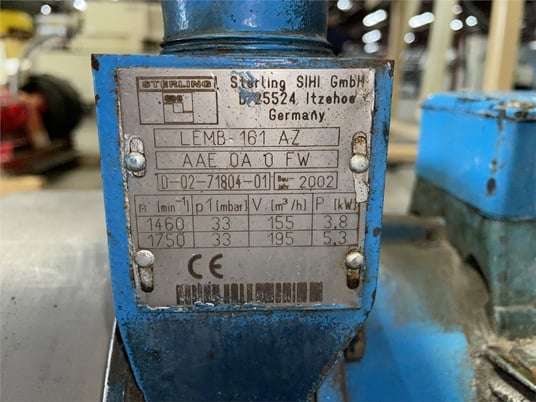 STERLING
Sterling SIHI GmbH
D-25524 Itzehoe
Germany
LEMB 161 AZ
AAE 0A 0 FW
D-02-71804-01 Bau-Jahr 2002
n (min⁻¹) p1 (mbar) V. (m³/h) P (kW)
1460 33 155 3,8
1750 33 195 5,3
CE